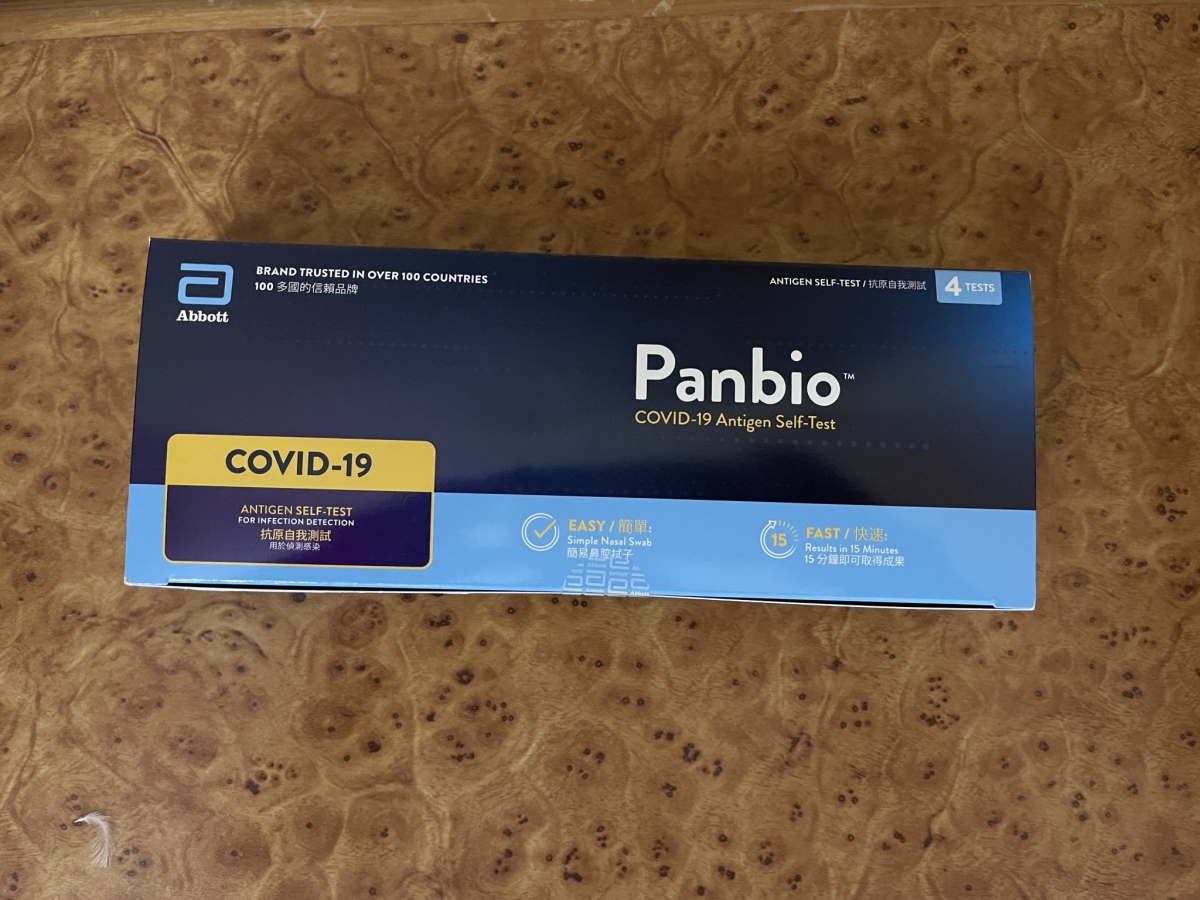 BRAND TRUSTED IN OVER 100 COUNTRIES
100 多國的信賴品牌
Abbott
ANTIGEN SELF-TEST / 抗原自我測試
4 TESTS
Panbio™
COVID-19 Antigen Self-Test
COVID-19
ANTIGEN SELF-TEST
FOR INFECTION DETECTION
抗原自我測試
用於偵測感染
EASY / 簡單:
Simple Nasal Swab
簡易鼻腔拭子
15
FAST / 快速:
Results in 15 Minutes
15 分鐘即可取得成果